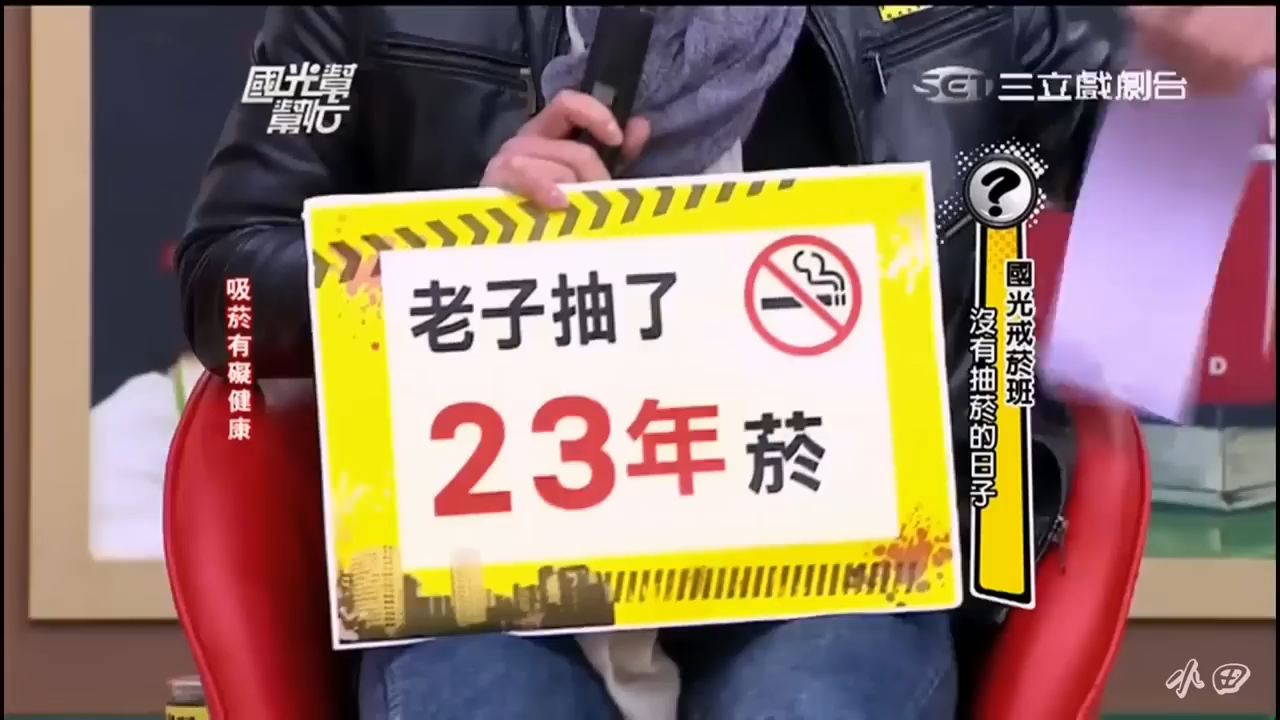 國光幫
幫忙
SET三立戲劇台
?
國光戒菸班
沒有抽菸的日子
吸菸有礙健康
老子抽了
23年菸
D
小田